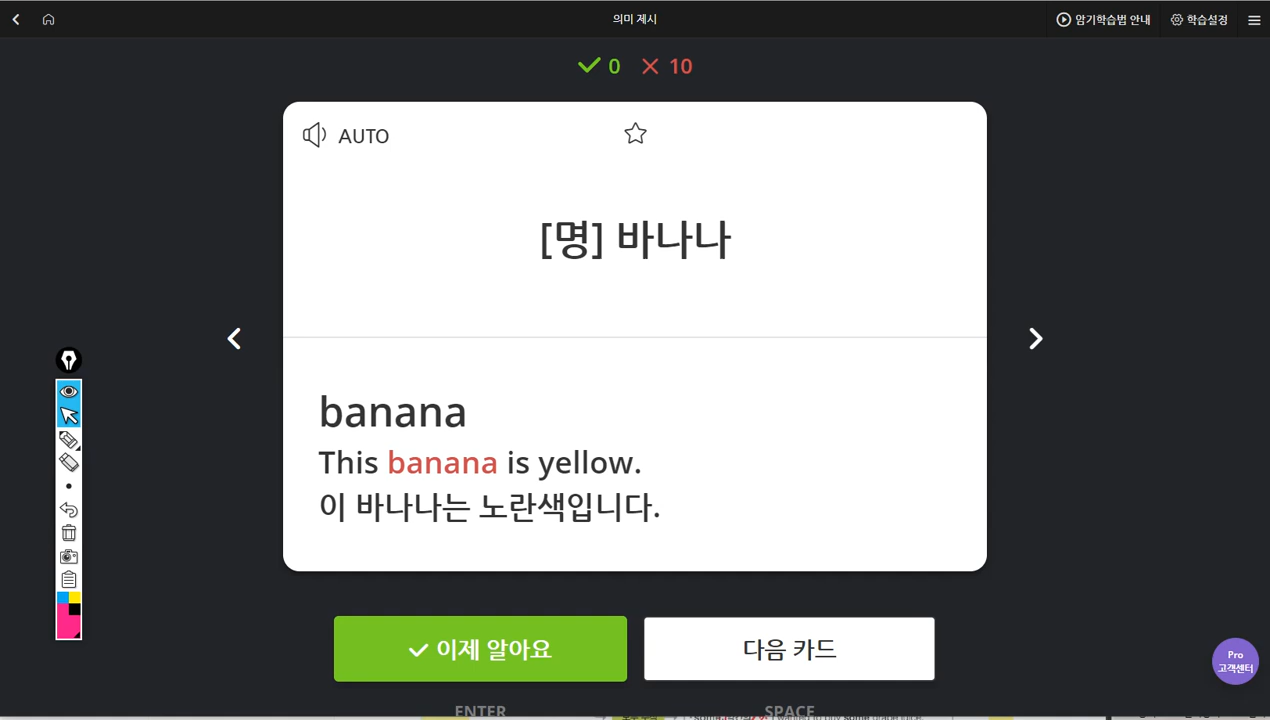 의미 제시
암기학습법 안내
학습설정
0
10
AUTO
[명] 바나나
banana
This banana is yellow.
이 바나나는 노란색입니다.
이제 알아요
다음 카드
Pro
고객센터
ENTER
SPACE